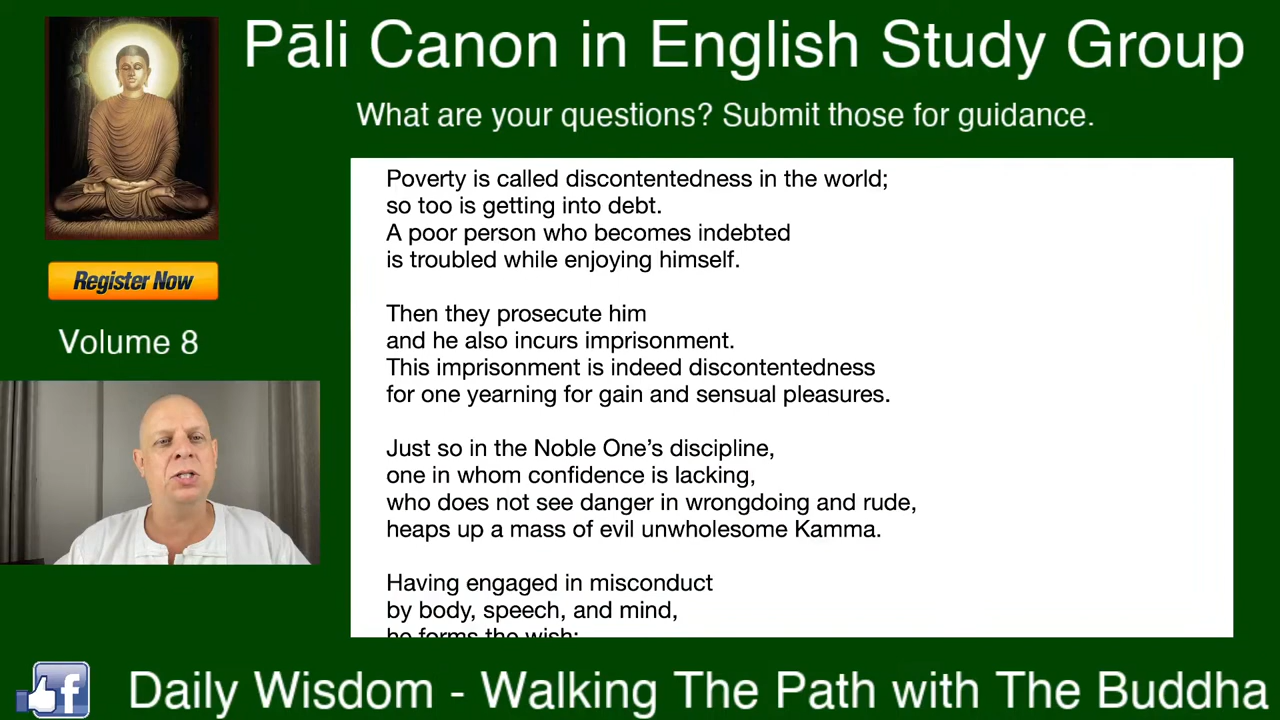 Pāli Canon in English Study Group
What are your questions? Submit those for guidance.
Register Now
Volume 8
Poverty is called discontentedness in the world;
so too is getting into debt.
A poor person who becomes indebted
is troubled while enjoying himself.
Then they prosecute him
and he also incurs imprisonment.
This imprisonment is indeed discontentedness
for one yearning for gain and sensual pleasures.
Just so in the Noble One’s discipline,
one in whom confidence is lacking,
who does not see danger in wrongdoing and rude,
heaps up a mass of evil unwholesome Kamma.
Having engaged in misconduct
by body, speech, and mind,
he forms the wish:
f
Daily Wisdom - Walking The Path with The Buddha